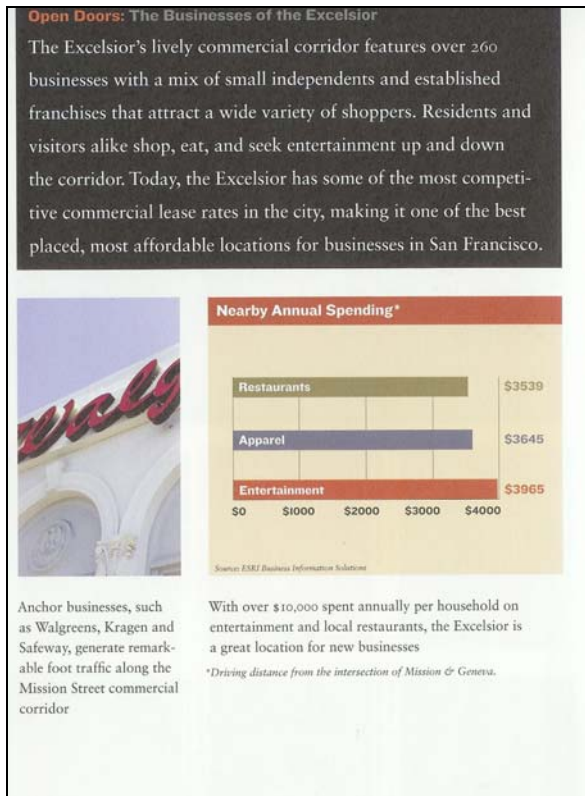 Open Doors: The Businesses of the Excelsior
The Excelsior's lively commercial corridor features over 260
businesses with a mix of small independents and established
franchises that attract a wide variety of shoppers. Residents and
visitors alike shop, eat, and seek entertainment up and down
the corridor. Today, the Excelsior has some of the most competi-
tive commercial lease rates in the city, making it one of the best
placed, most affordable locations for businesses in San Francisco.
Walg
Nearby Annual Spending*
Restaurants $3539
Apparel $3645
Entertainment $3965
$0 $1000 $2000 $3000 $4000
Source: ESRI Business Information Solutions
Anchor businesses, such
as Walgreens, Kragen and
Safeway, generate remark-
able foot traffic along the
Mission Street commercial
corridor
With over $10,000 spent annually per household on
entertainment and local restaurants, the Excelsior is
a great location for new businesses
*Driving distance from the intersection of Mission & Geneva.